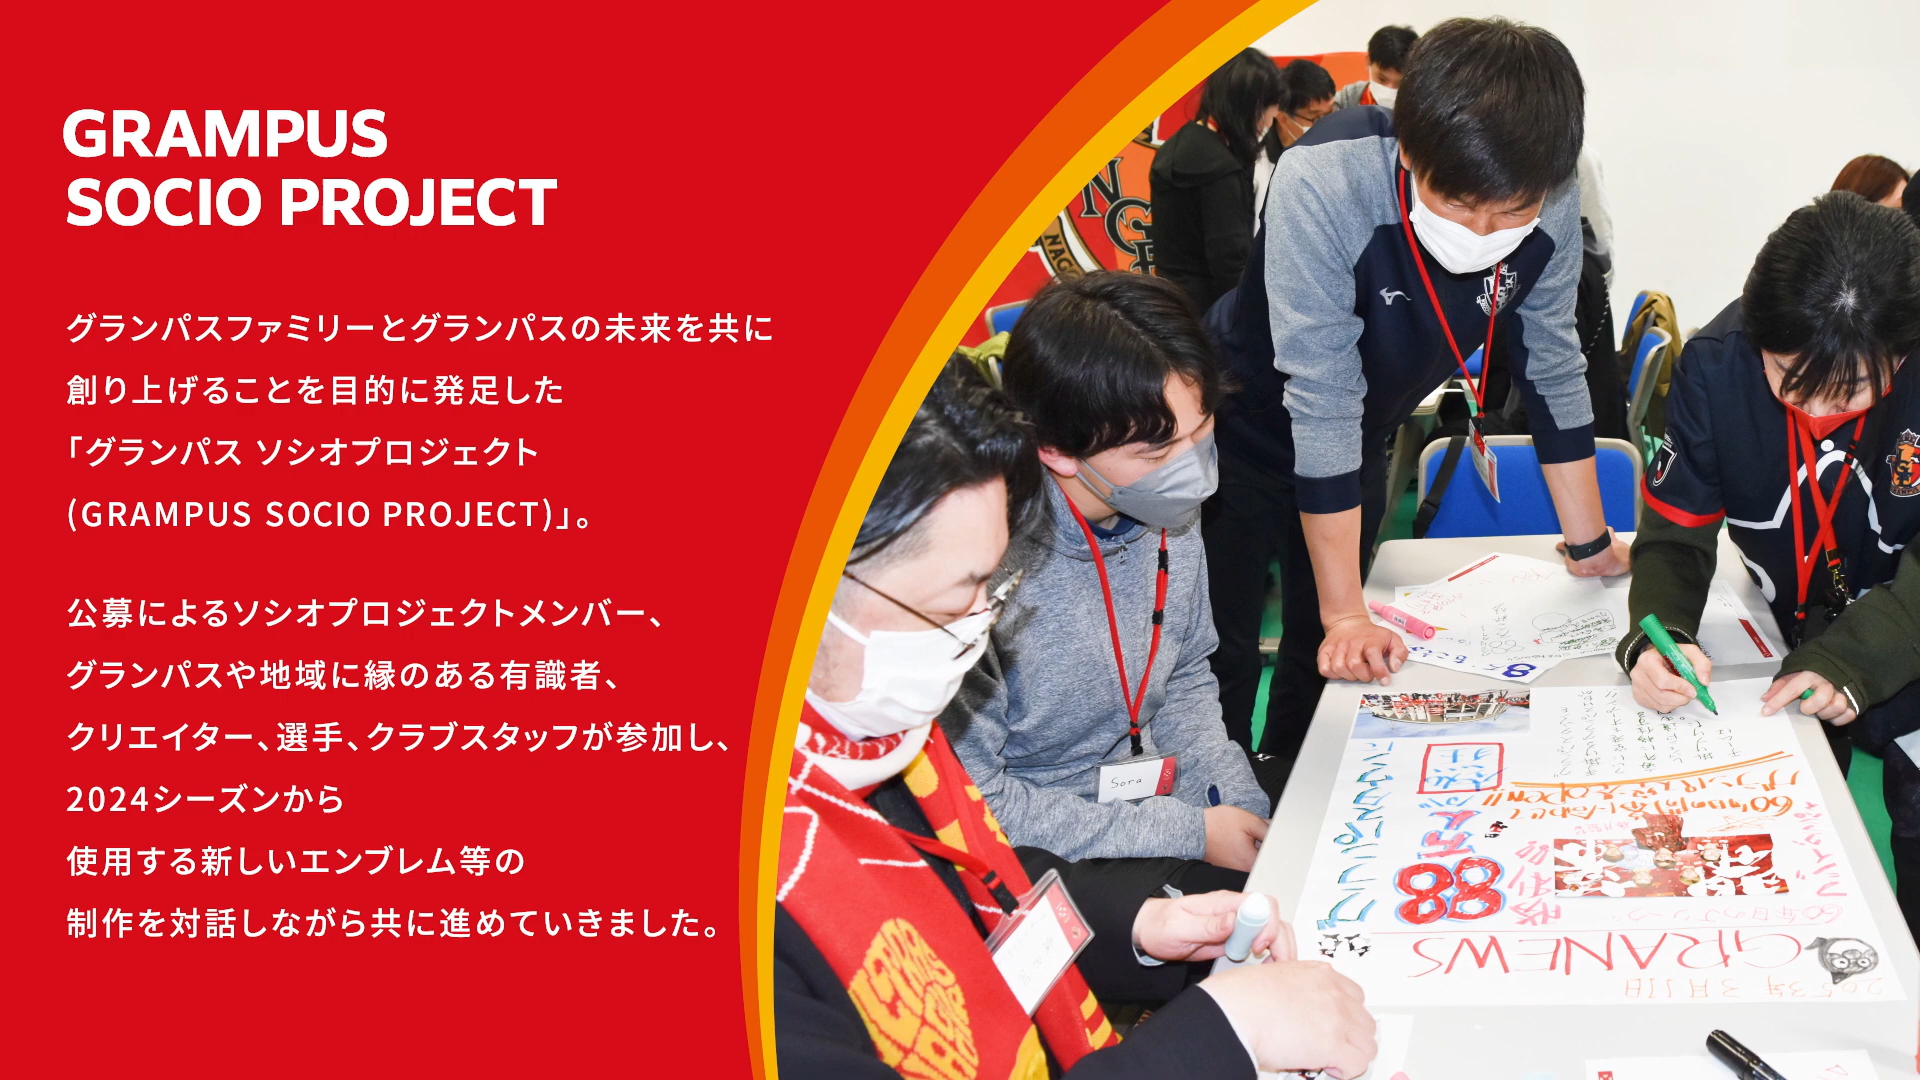 GRAMPUS
SOCIO PROJECT
グランパスファミリーとグランパスの未来を共に
創り上げることを目的に発足した
「グランパス ソシオプロジェクト
(GRAMPUS SOCIO PROJECT)」。
公募によるソシオプロジェクトメンバー、
グランパスや地域に縁のある有識者、
クリエイター、選手、クラブスタッフが参加し、
2024シーズンから
使用する新しいエンブレム等の
制作を対話しながら共に進めていきました。
Sora
88
万人
GRANEWS